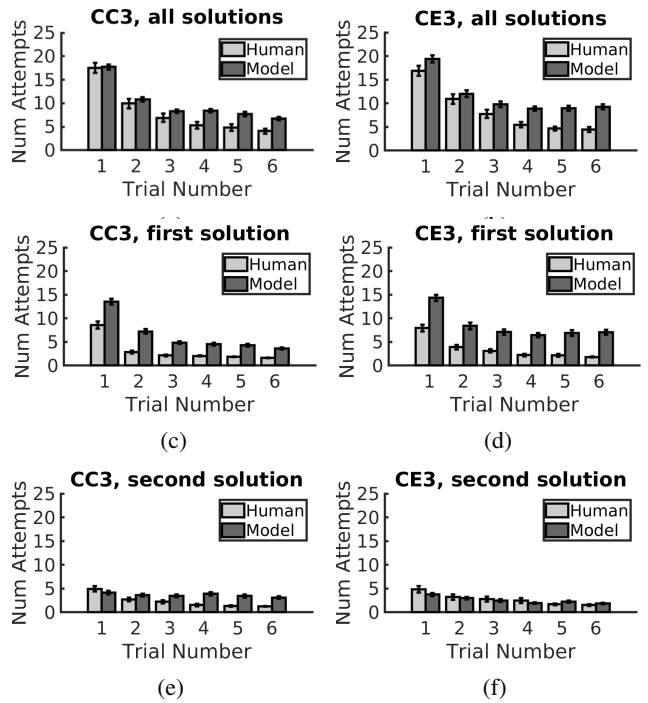 CC3, all solutions
25
20
15
10
5
0
Num Attempts
Human
Model
1 2 3 4 5 6
Trial Number
CE3, all solutions
25
20
15
10
5
0
Num Attempts
Human
Model
1 2 3 4 5 6
Trial Number
CC3, first solution
25
20
15
10
5
0
Num Attempts
Human
Model
1 2 3 4 5 6
Trial Number
(c)
CE3, first solution
25
20
15
10
5
0
Num Attempts
Human
Model
1 2 3 4 5 6
Trial Number
(d)
CC3, second solution
25
20
15
10
5
0
Num Attempts
Human
Model
1 2 3 4 5 6
Trial Number
(e)
CE3, second solution
25
20
15
10
5
0
Num Attempts
Human
Model
1 2 3 4 5 6
Trial Number
(f)